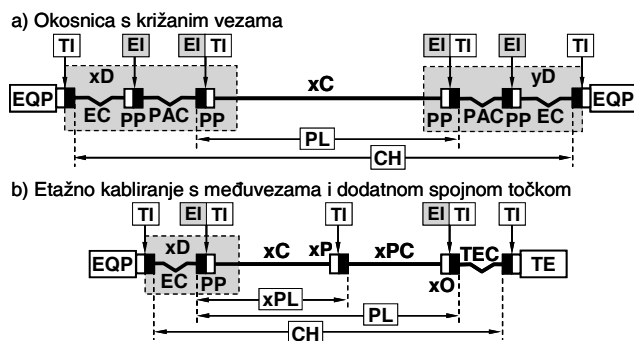 a) Okosnica s križanim vezama
TI EI EI TI EI TI EI TI
xD xC yD
EQP EQP
EC PP PAC PP PP PAC PP EC
PL
CH
b) Etažno kabliranje s međuvezama i dodatnom spojnom točkom
TI EI TI TI EI TI TI
xD xC xP xPC TEC
EQP TE
EC PP xO
xPL
PL
CH